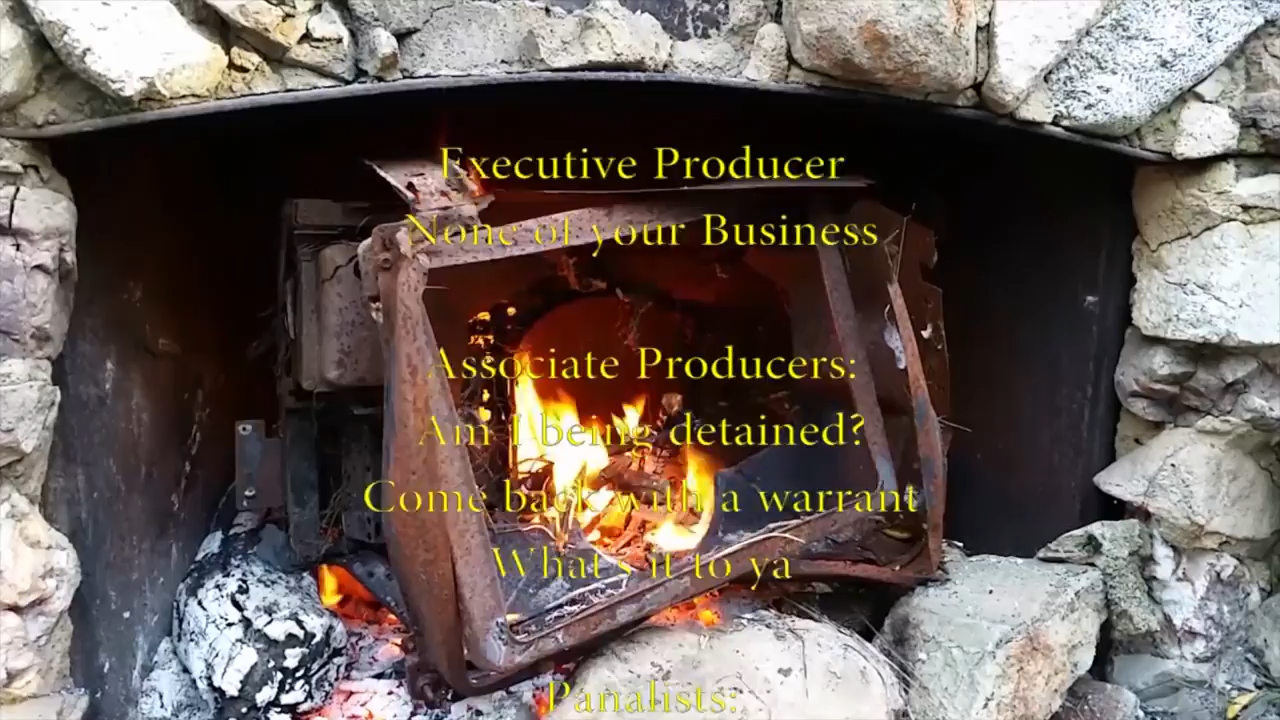 Executive Producer
None of your Business
Associate Producers:
Am I being detained?
Come back with a warrant
What's it to ya
Panalists: